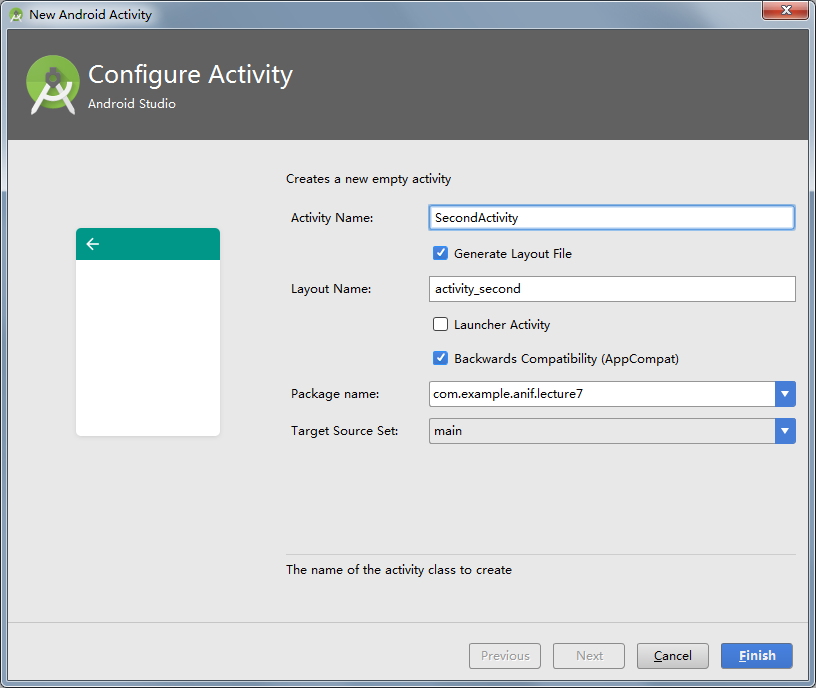 New Android Activity
Configure Activity
Android Studio
Creates a new empty activity
Activity Name: SecondActivity
Generate Layout File
Layout Name: activity_second
Launcher Activity
Backwards Compatibility (AppCompat)
Package name: com.example.anif.lecture7
Target Source Set: main
The name of the activity class to create
Previous Next Cancel Finish